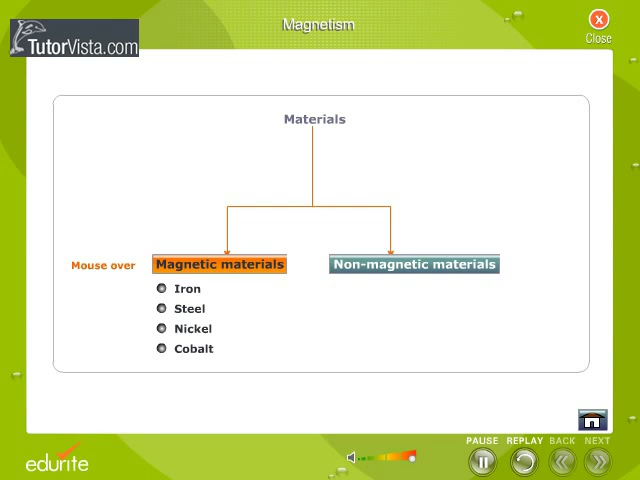 Magnetism
TutorVista.com
Close
Materials
Mouse over
Magnetic materials
Non-magnetic materials
Iron
Steel
Nickel
Cobalt
PAUSE REPLAY BACK NEXT
edurite